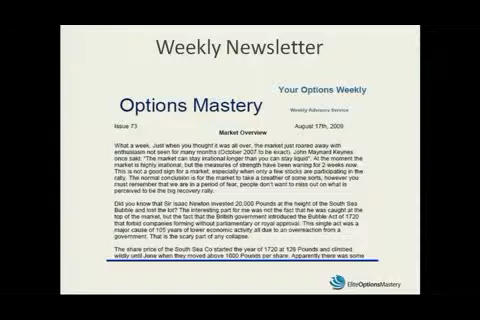 Weekly Newsletter
Your Options Weekly
Options Mastery
Weekly Advisory Service
Issue 73
August 17th, 2009
Market Overview
What a week. Just when you thought it was all over, the market just roared away with
enthusiasm not seen for many months (October 2007 to be exact). John Maynard Keynes
once said: "The market can stay irrational longer than you can stay liquid". At the moment the
market is highly irrational, but the measures of strength have been waning for 2-weeks now.
This is not a good sign for a market, especially when only a few stocks are participating in the
rally. The normal conclusion is for the market to take a breather of some sorts, however you
must remember that we are in a period of fear, people don't want to miss out on what is
perceived to be the big recovery rally.
Did you know that Sir Isaac Newton invested 20,000 Pounds at the height of the South Sea
Bubble and lost the lot? The interesting part for me was not the fact that he was caught at the
top of the market, but the fact that the British government introduced the Bubble Act of 1720
that forbid companies forming without parliamentary or royal approval. This single act was a
major cause of 105 years of lower economic activity all due to an overreaction from a
government. That is the scary part of any collapse.
The share price of the South Sea Co started the year of 1720 at 128 Pounds and climbed
wildly until June when they moved above 1000 Pounds per share. Apparently there was some
EliteOptionsMastery